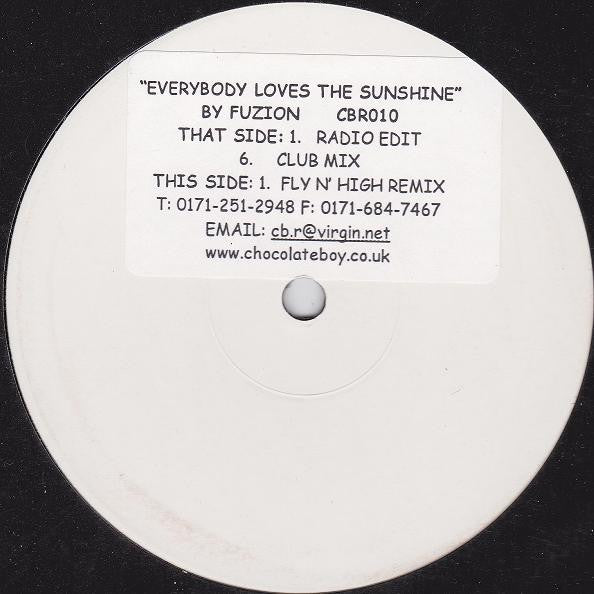 “EVERYBODY LOVES THE SUNSHINE”
BY FUZION CBR010
THAT SIDE: 1. RADIO EDIT
6. CLUB MIX
THIS SIDE: 1. FLY N’ HIGH REMIX
T: 0171-251-2948 F: 0171-684-7467
EMAIL: cb.r@virgin.net
www.chocolateboy.co.uk